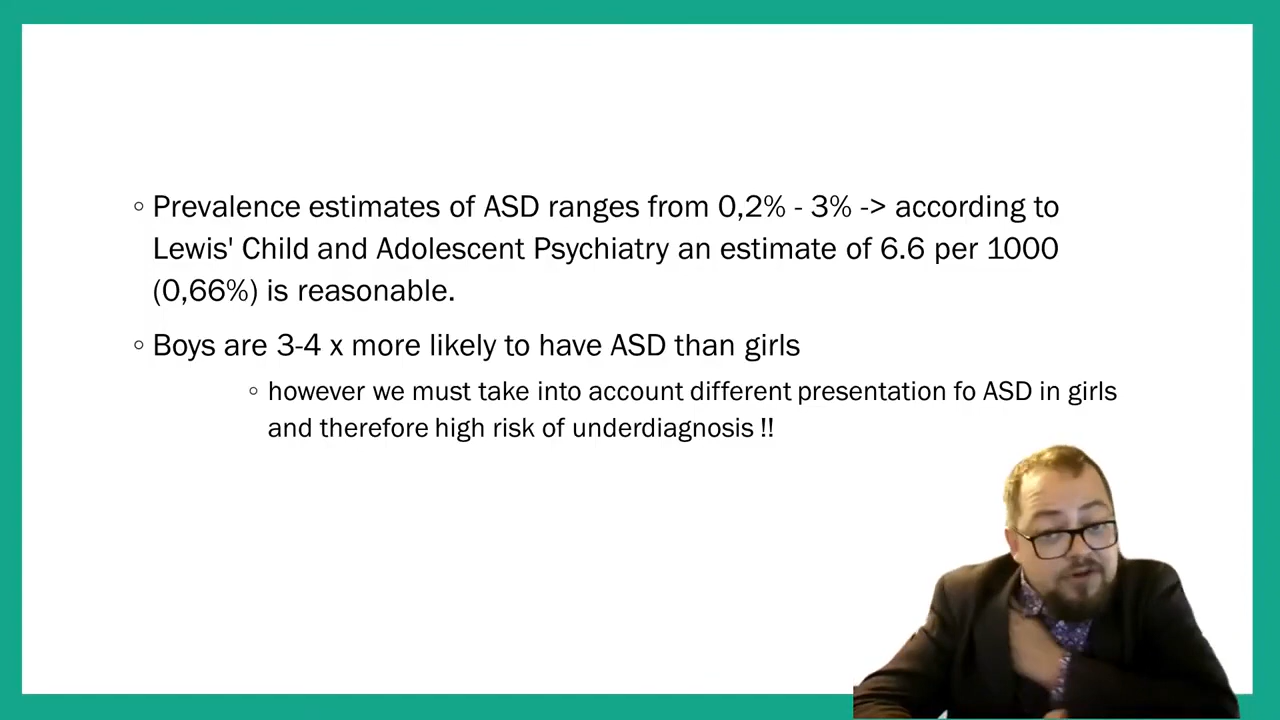 ◦ Prevalence estimates of ASD ranges from 0,2% - 3% -> according to
Lewis' Child and Adolescent Psychiatry an estimate of 6.6 per 1000
(0,66%) is reasonable.
◦ Boys are 3-4 x more likely to have ASD than girls
◦ however we must take into account different presentation fo ASD in girls
and therefore high risk of underdiagnosis !!